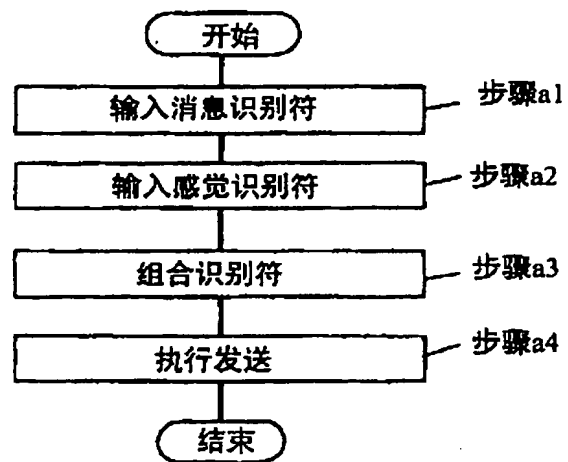 开始
输入消息识别符
步骤a1
输入感觉识别符
步骤a2
组合识别符
步骤a3
执行发送
步骤a4
结束